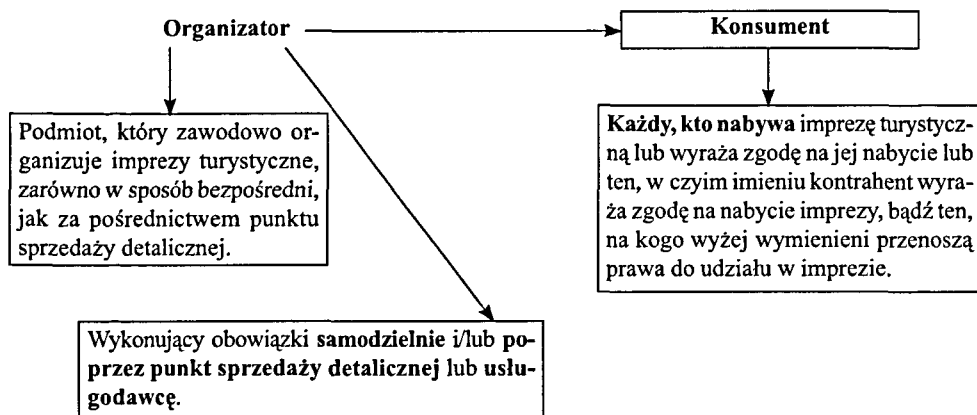 Organizator
Konsument
Podmiot, który zawodowo or-
ganizuje imprezy turystyczne,
zarówno w sposób bezpośredni,
jak za pośrednictwem punktu
sprzedaży detalicznej.
Każdy, kto nabywa imprezę turystycz-
ną lub wyraża zgodę na jej nabycie lub
ten, w czyim imieniu kontrahent wyra-
ża zgodę na nabycie imprezy, bądź ten,
na kogo wyżej wymienieni przenoszą
prawa do udziału w imprezie.
Wykonujący obowiązki samodzielnie i/lub po-
przez punkt sprzedaży detalicznej lub usłu-
godawcę.